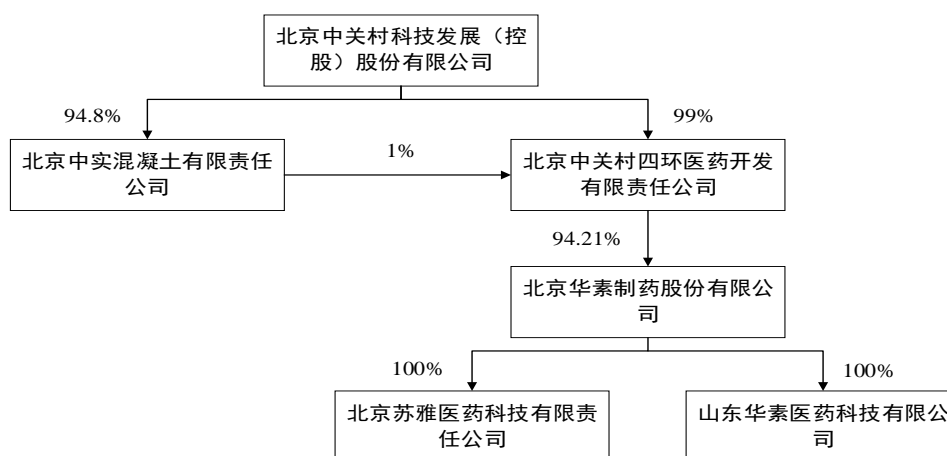 北京中关村科技发展（控
股）股份有限公司
94.8%
99%
北京中实混凝土有限责任
公司
1%
北京中关村四环医药开发
有限责任公司
94.21%
北京华素制药股份有限公
司
100%
100%
北京苏雅医药科技有限责
任公司
山东华素医药科技有限公
司